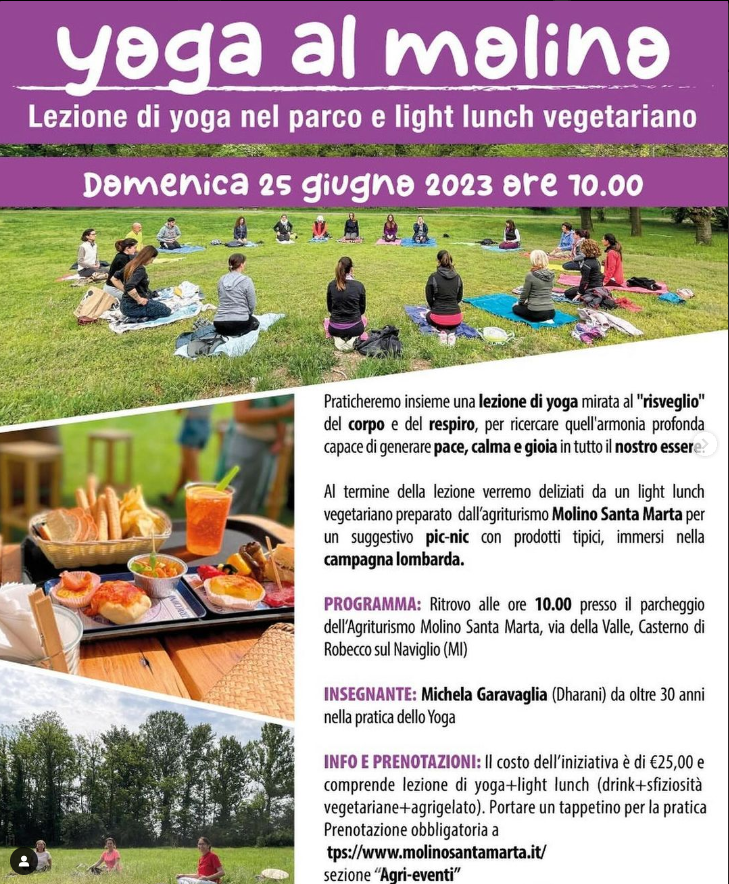 yoga al molino
Lezione di yoga nel parco e light lunch vegetariano
Domenica 25 giugno 2023 ore 10.00
Praticheremo insieme una lezione di yoga mirata al "risveglio"
del corpo e del respiro, per ricercare quell'armonia profonda
capace di generare pace, calma e gioia in tutto il nostro essere.
Al termine della lezione verremo deliziati da un light lunch
vegetariano preparato dall'agriturismo Molino Santa Marta per
un suggestivo pic-nic con prodotti tipici, immersi nella
campagna lombarda.
PROGRAMMA: Ritrovo alle ore 10.00 presso il parcheggio
dell'Agriturismo Molino Santa Marta, via della Valle, Casterno di
Robecco sul Naviglio (MI)
INSEGNANTE: Michela Garavaglia (Dharani) da oltre 30 anni
nella pratica dello Yoga
INFO E PRENOTAZIONI: Il costo dell'iniziativa è di €25,00 e
comprende lezione di yoga+light lunch (drink+sfiziosità
vegetariane+agrigelato). Portare un tappetino per la pratica
Prenotazione obbligatoria a
tps://www.molinosantamarta.it/
sezione "Agri-eventi"